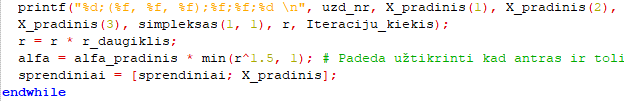 printf("%d;(%f, %f, %f);%f;%f;%d \n", uzd_nr, X_pradinis(1), X_pradinis(2),
X_pradinis(3), simpleksas(1, 1), r, Iteraciju_kiekis);
r = r * r_daugiklis;
alfa = alfa_pradinis * min(r^1.5, 1); # Padeda užtikrinti kad antras ir toli
sprendiniai = [sprendiniai; X_pradinis];
endwhile